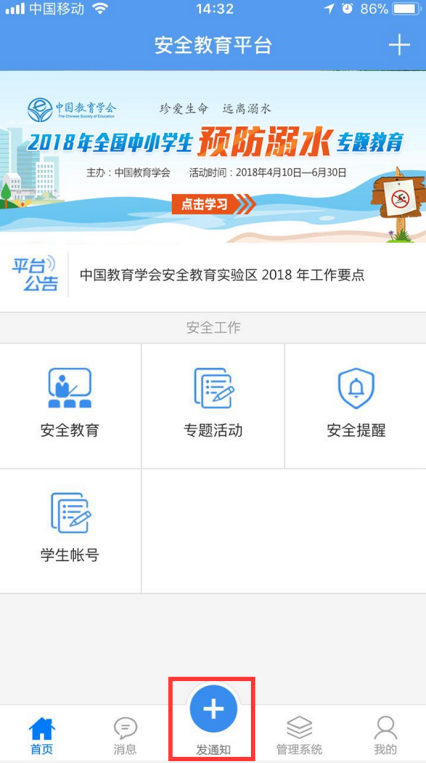 中国移动
14:32
86%
安全教育平台
中国教育学会
The Chinese Society of Education
珍爱生命 远离溺水
2018年全国中小学生预防溺水专题教育
主办：中国教育学会 活动时间：2018年4月10日—6月30日
点击学习
平台公告
中国教育学会安全教育实验区 2018 年工作要点
安全工作
安全教育
专题活动
安全提醒
学生帐号
首页
消息
发通知
管理系统
我的